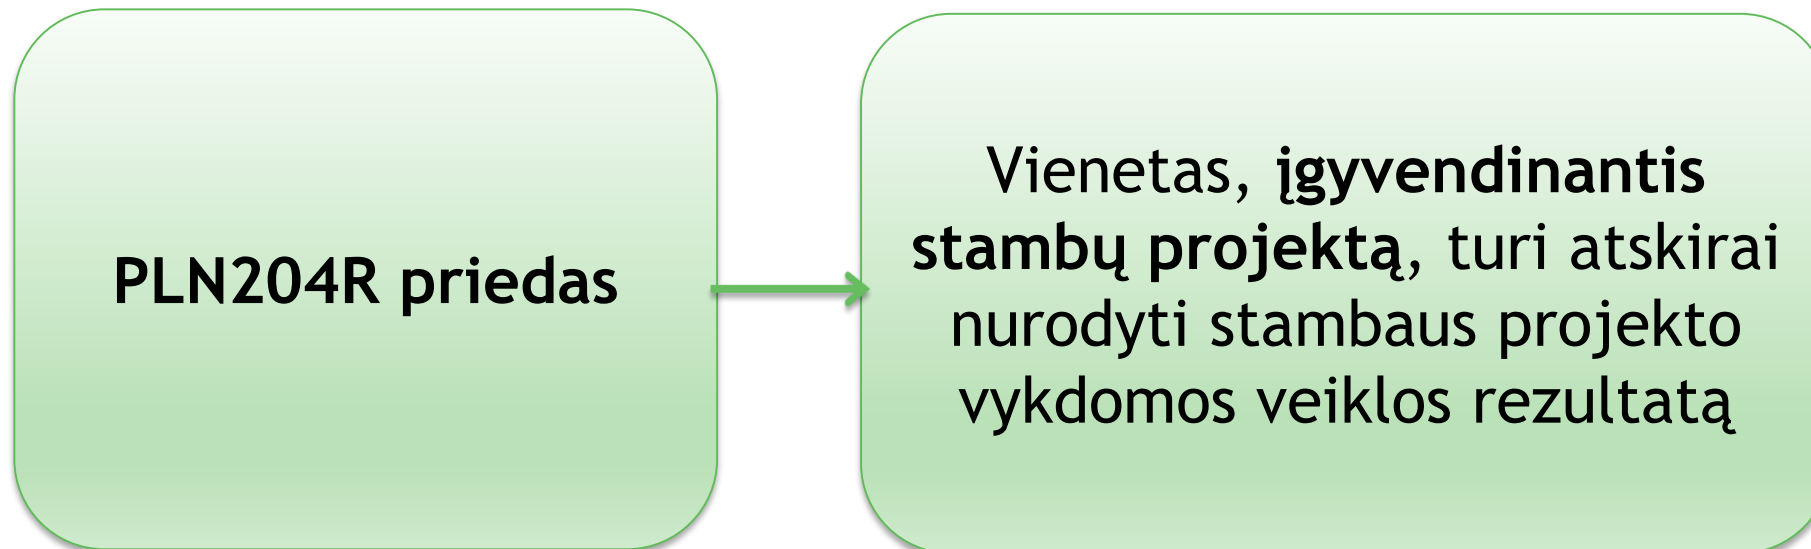 PLN204R priedas
Vienetas, įgyvendinantis
stambų projektą, turi atskirai
nurodyti stambaus projekto
vykdomos veiklos rezultatą